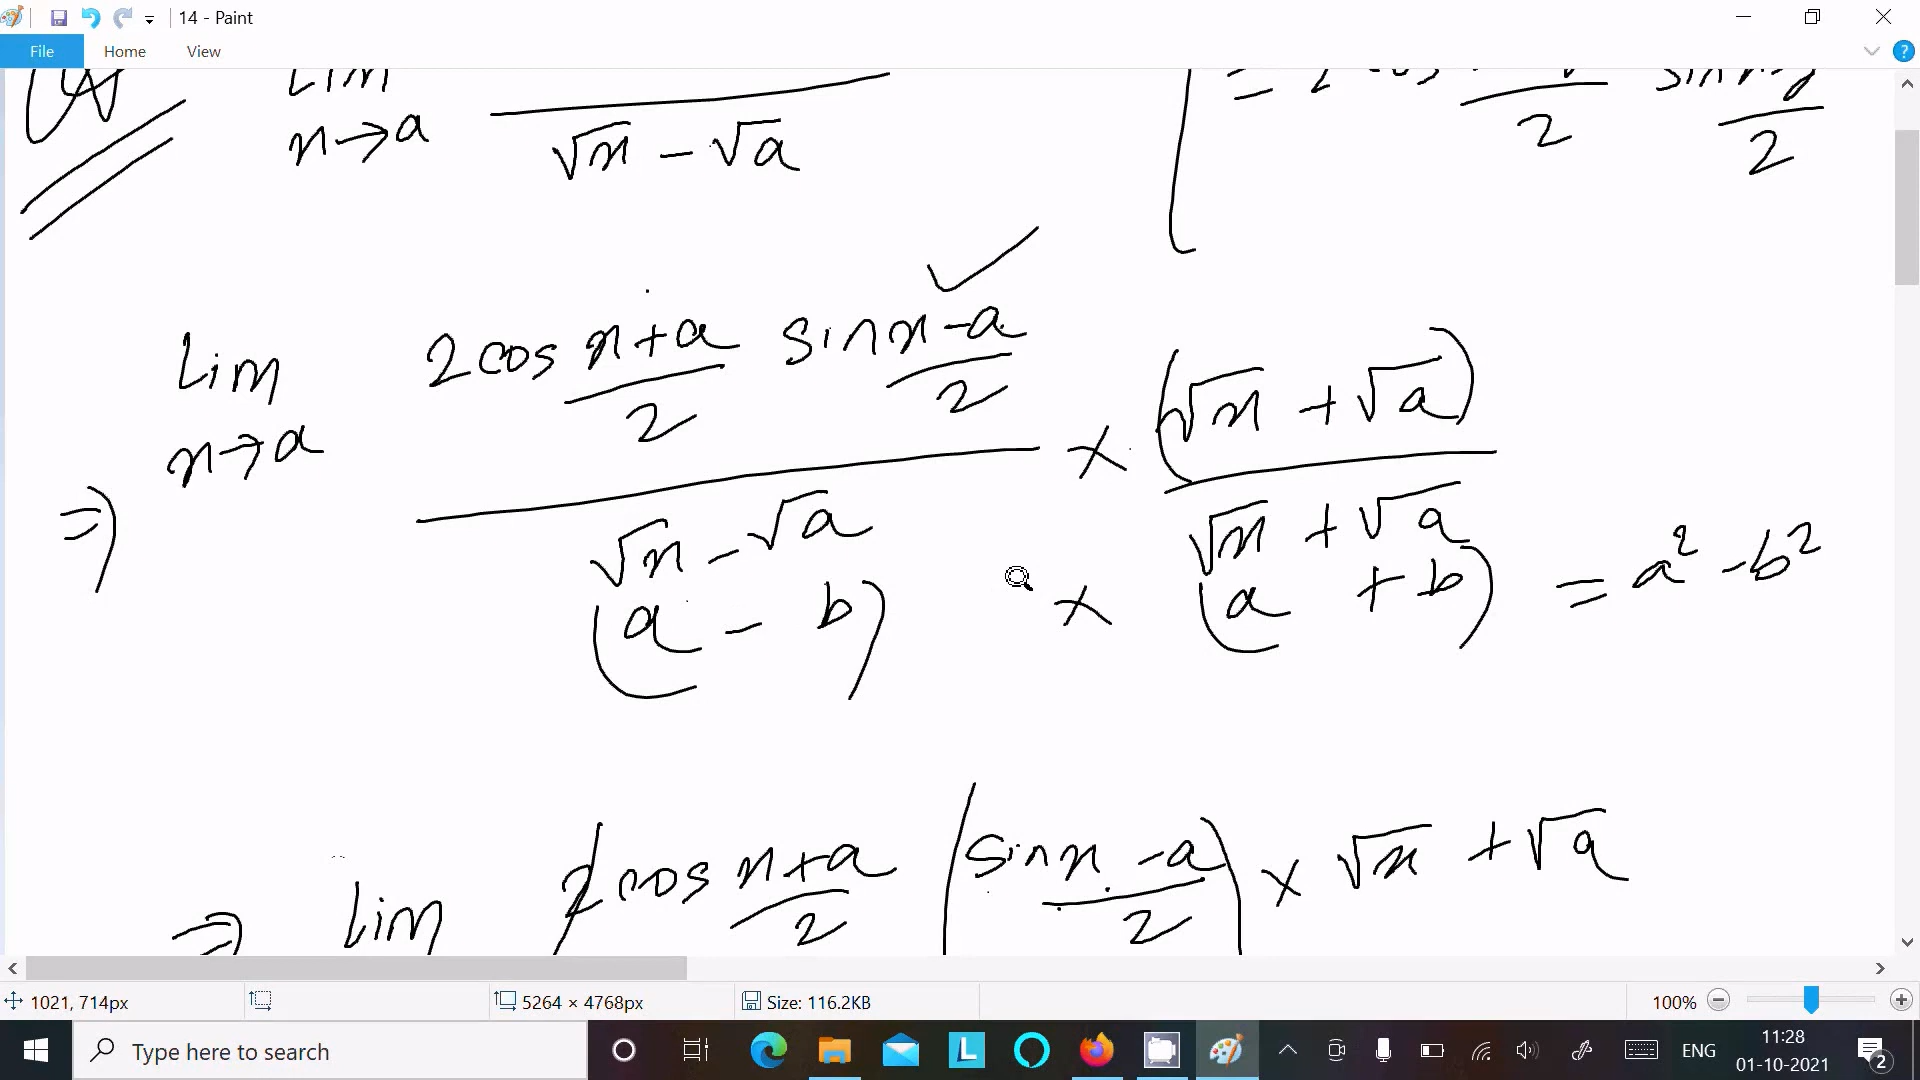 14 - Paint
File Home View
Lim
x→a
√x - √a
= 2 cos
2
2
Lim
x→a
2cos x+a/2 sin x-a/2
× (√x + √a)
⇒
√x - √a
√x + √a
(a - b) × (a + b) = a² - b²
⇒ Lim 2cos x+a/2 (sin x-a/2) × √x + √a
1021, 714px
5264 × 4768px
Size: 116.2KB
100%
Type here to search
L
ENG
11:28
01-10-2021
2